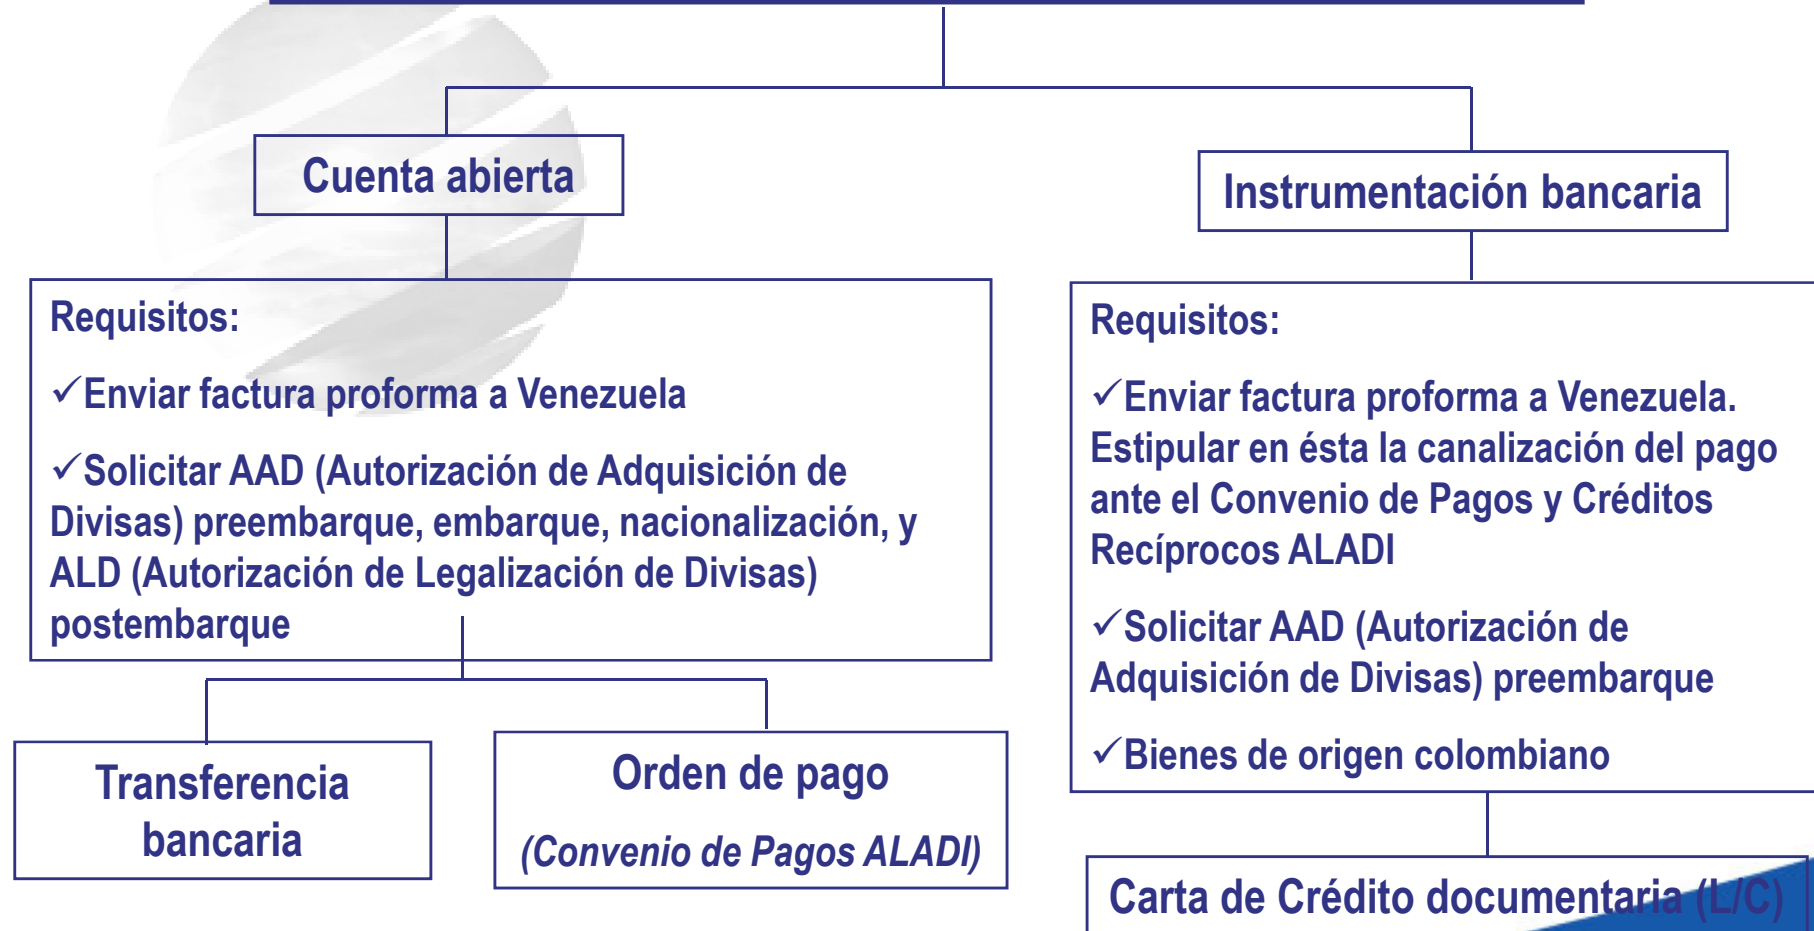 Cuenta abierta
Requisitos:
✓Enviar factura proforma a Venezuela
✓Solicitar AAD (Autorización de Adquisición de
Divisas) preembarque, embarque, nacionalización, y
ALD (Autorización de Legalización de Divisas)
postembarque
Transferencia
bancaria
Orden de pago
(Convenio de Pagos ALADI)
Instrumentación bancaria
Requisitos:
✓Enviar factura proforma a Venezuela.
Estipular en ésta la canalización del pago
ante el Convenio de Pagos y Créditos
Recíprocos ALADI
✓Solicitar AAD (Autorización de
Adquisición de Divisas) preembarque
✓Bienes de origen colombiano
Carta de Crédito documentaria (L/C)